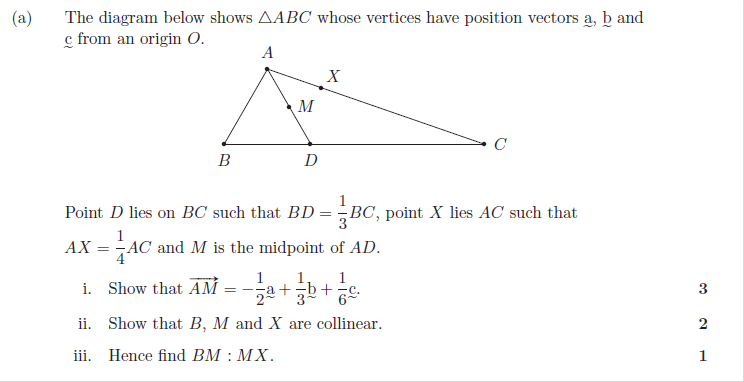 (a) The diagram below shows △ABC whose vertices have position vectors a̰, b̰ and
c̰ from an origin O.
A
X
M
C
B D
Point D lies on BC such that BD = 1/3 BC, point X lies AC such that
AX = 1/4 AC and M is the midpoint of AD.
i. Show that AM⃗ = −1/2 a̰ + 1/3 b̰ + 1/6 c̰. 3
ii. Show that B, M and X are collinear. 2
iii. Hence find BM : MX. 1